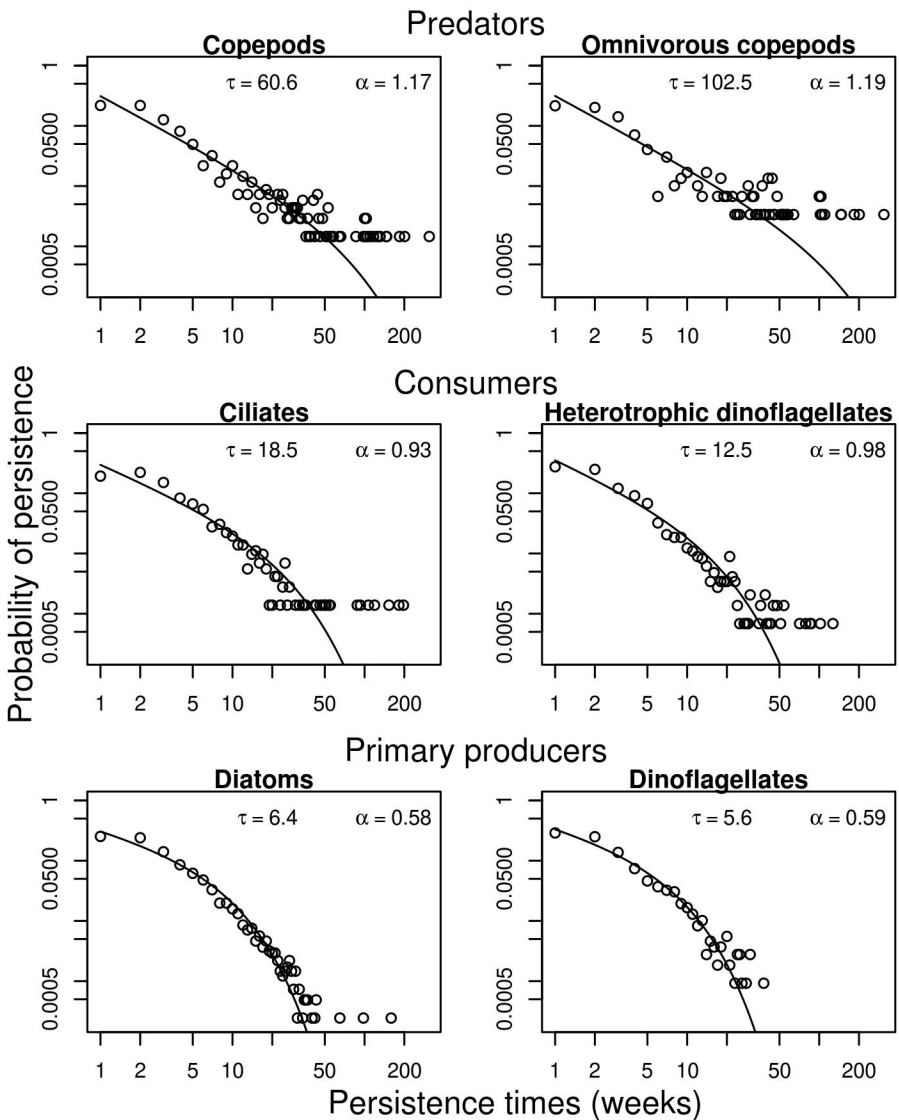 Predators
Copepods
Omnivorous copepods
τ = 60.6 α = 1.17
τ = 102.5 α = 1.19
1
0.0500
0.0005
1
0.0500
0.0005
1 2 5 10 50 200
1 2 5 10 50 200
Consumers
Ciliates
Heterotrophic dinoflagellates
τ = 18.5 α = 0.93
τ = 12.5 α = 0.98
1
0.0500
0.0005
1
0.0500
0.0005
Probability of persistence
1 2 5 10 50 200
1 2 5 10 50 200
Primary producers
Diatoms
Dinoflagellates
τ = 6.4 α = 0.58
τ = 5.6 α = 0.59
1
0.0500
0.0005
1
0.0500
0.0005
1 2 5 10 50 200
1 2 5 10 50 200
Persistence times (weeks)